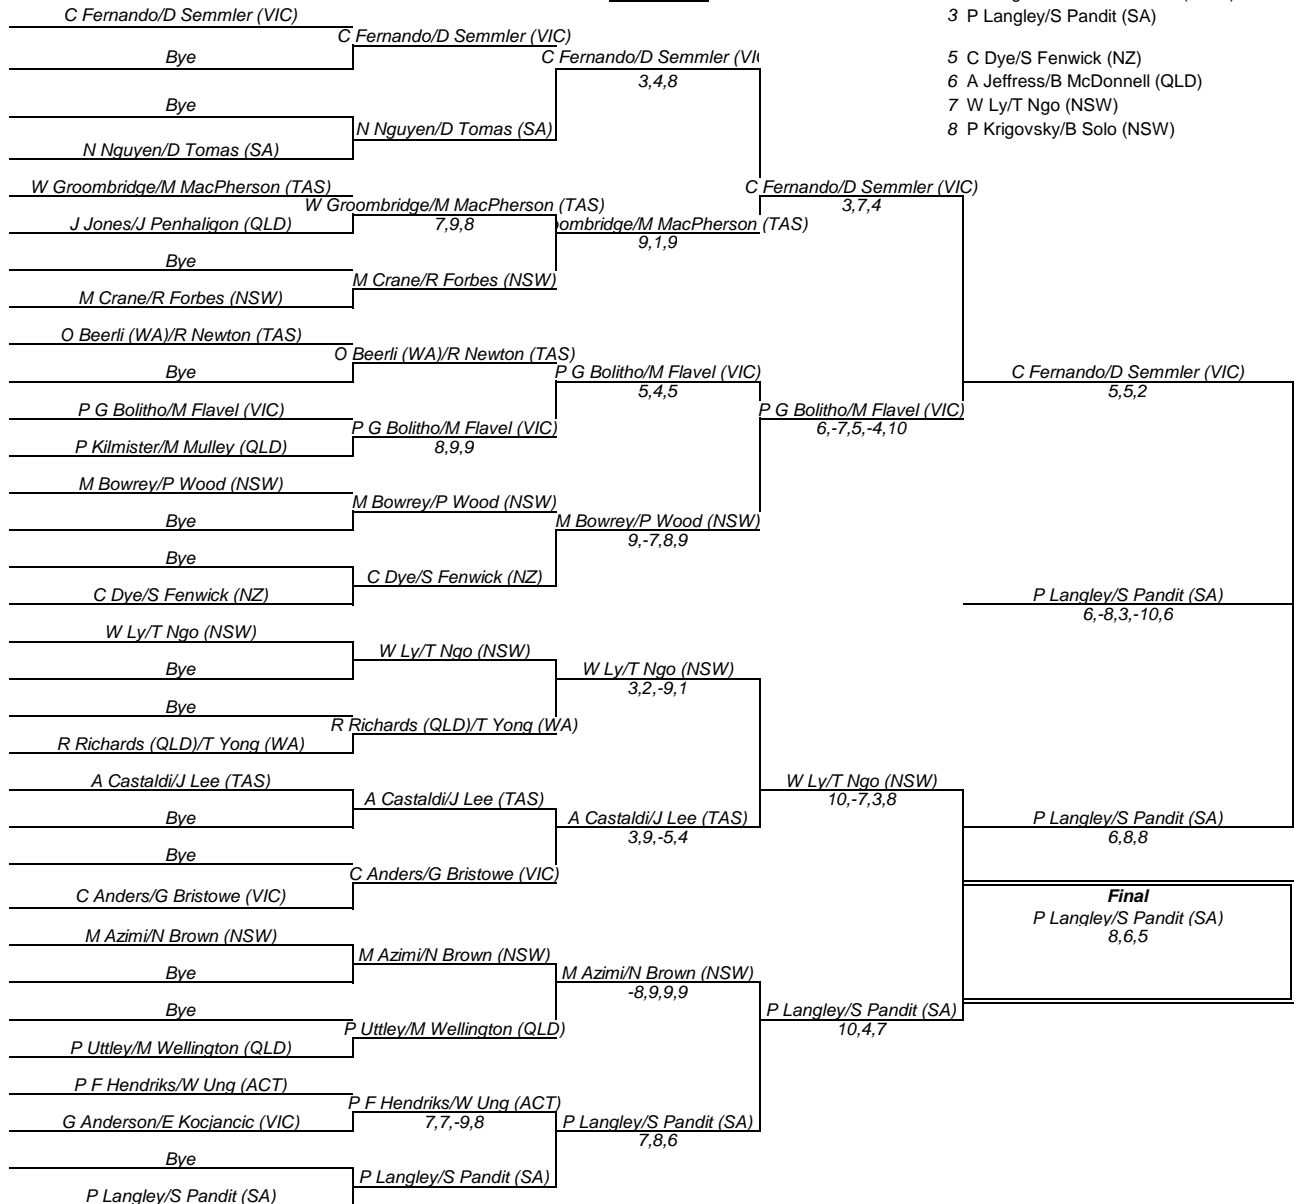 3 P Langley/S Pandit (SA)
5 C Dye/S Fenwick (NZ)
6 A Jeffress/B McDonnell (QLD)
7 W Ly/T Ngo (NSW)
8 P Krigovsky/B Solo (NSW)
C Fernando/D Semmler (VIC)
Bye
Bye
N Nguyen/D Tomas (SA)
W Groombridge/M MacPherson (TAS)
J Jones/J Penhaligon (QLD)
Bye
M Crane/R Forbes (NSW)
O Beerli (WA)/R Newton (TAS)
Bye
P G Bolitho/M Flavel (VIC)
P Kilmister/M Mulley (QLD)
M Bowrey/P Wood (NSW)
Bye
Bye
C Dye/S Fenwick (NZ)
W Ly/T Ngo (NSW)
Bye
Bye
R Richards (QLD)/T Yong (WA)
A Castaldi/J Lee (TAS)
Bye
Bye
C Anders/G Bristowe (VIC)
M Azimi/N Brown (NSW)
Bye
Bye
P Uttley/M Wellington (QLD)
P F Hendriks/W Ung (ACT)
G Anderson/E Kocjancic (VIC)
Bye
P Langley/S Pandit (SA)
C Fernando/D Semmler (VIC)
N Nguyen/D Tomas (SA)
W Groombridge/M MacPherson (TAS)
7,9,8
M Crane/R Forbes (NSW)
O Beerli (WA)/R Newton (TAS)
P G Bolitho/M Flavel (VIC)
8,9,9
M Bowrey/P Wood (NSW)
C Dye/S Fenwick (NZ)
W Ly/T Ngo (NSW)
R Richards (QLD)/T Yong (WA)
A Castaldi/J Lee (TAS)
C Anders/G Bristowe (VIC)
M Azimi/N Brown (NSW)
P Uttley/M Wellington (QLD)
P F Hendriks/W Ung (ACT)
7,7,-9,8
P Langley/S Pandit (SA)
C Fernando/D Semmler (VI
3,4,8
ombridge/M MacPherson (TAS)
9,1,9
P G Bolitho/M Flavel (VIC)
5,4,5
M Bowrey/P Wood (NSW)
9,-7,8,9
W Ly/T Ngo (NSW)
3,2,-9,1
A Castaldi/J Lee (TAS)
3,9,-5,4
M Azimi/N Brown (NSW)
-8,9,9,9
P Langley/S Pandit (SA)
7,8,6
C Fernando/D Semmler (VIC)
3,7,4
P G Bolitho/M Flavel (VIC)
6,-7,5,-4,10
W Ly/T Ngo (NSW)
10,-7,3,8
P Langley/S Pandit (SA)
10,4,7
C Fernando/D Semmler (VIC)
5,5,2
P Langley/S Pandit (SA)
6,-8,3,-10,6
P Langley/S Pandit (SA)
6,8,8
Final
P Langley/S Pandit (SA)
8,6,5